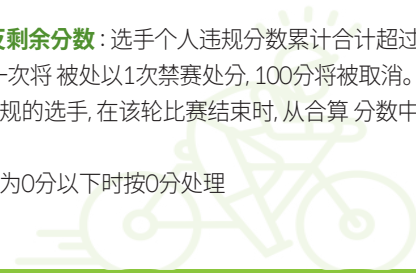 剩余分数 : 选手个人违规分数累计合计超过
一次将 被处以1次禁赛处分, 100分将被取消。
规的选手, 在该轮比赛结束时, 从合算 分数中
为0分以下时按0分处理